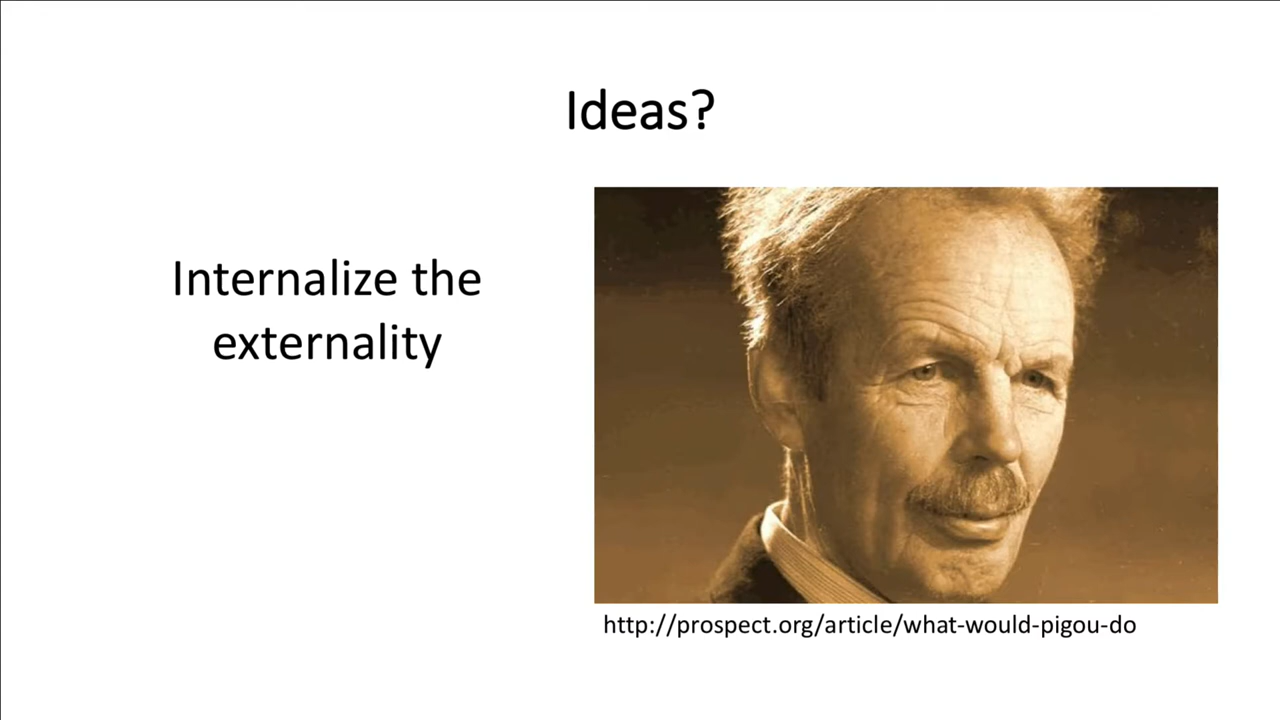 Ideas?
Internalize the
externality
http://prospect.org/article/what-would-pigou-do